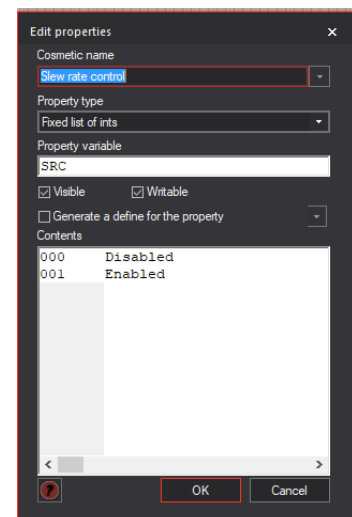 Edit properties
Cosmetic name
Slew rate control
Property type
Fixed list of ints
Property variable
SRC
Visible Writable
Generate a define for the property
Contents
000 Disabled
001 Enabled
OK Cancel